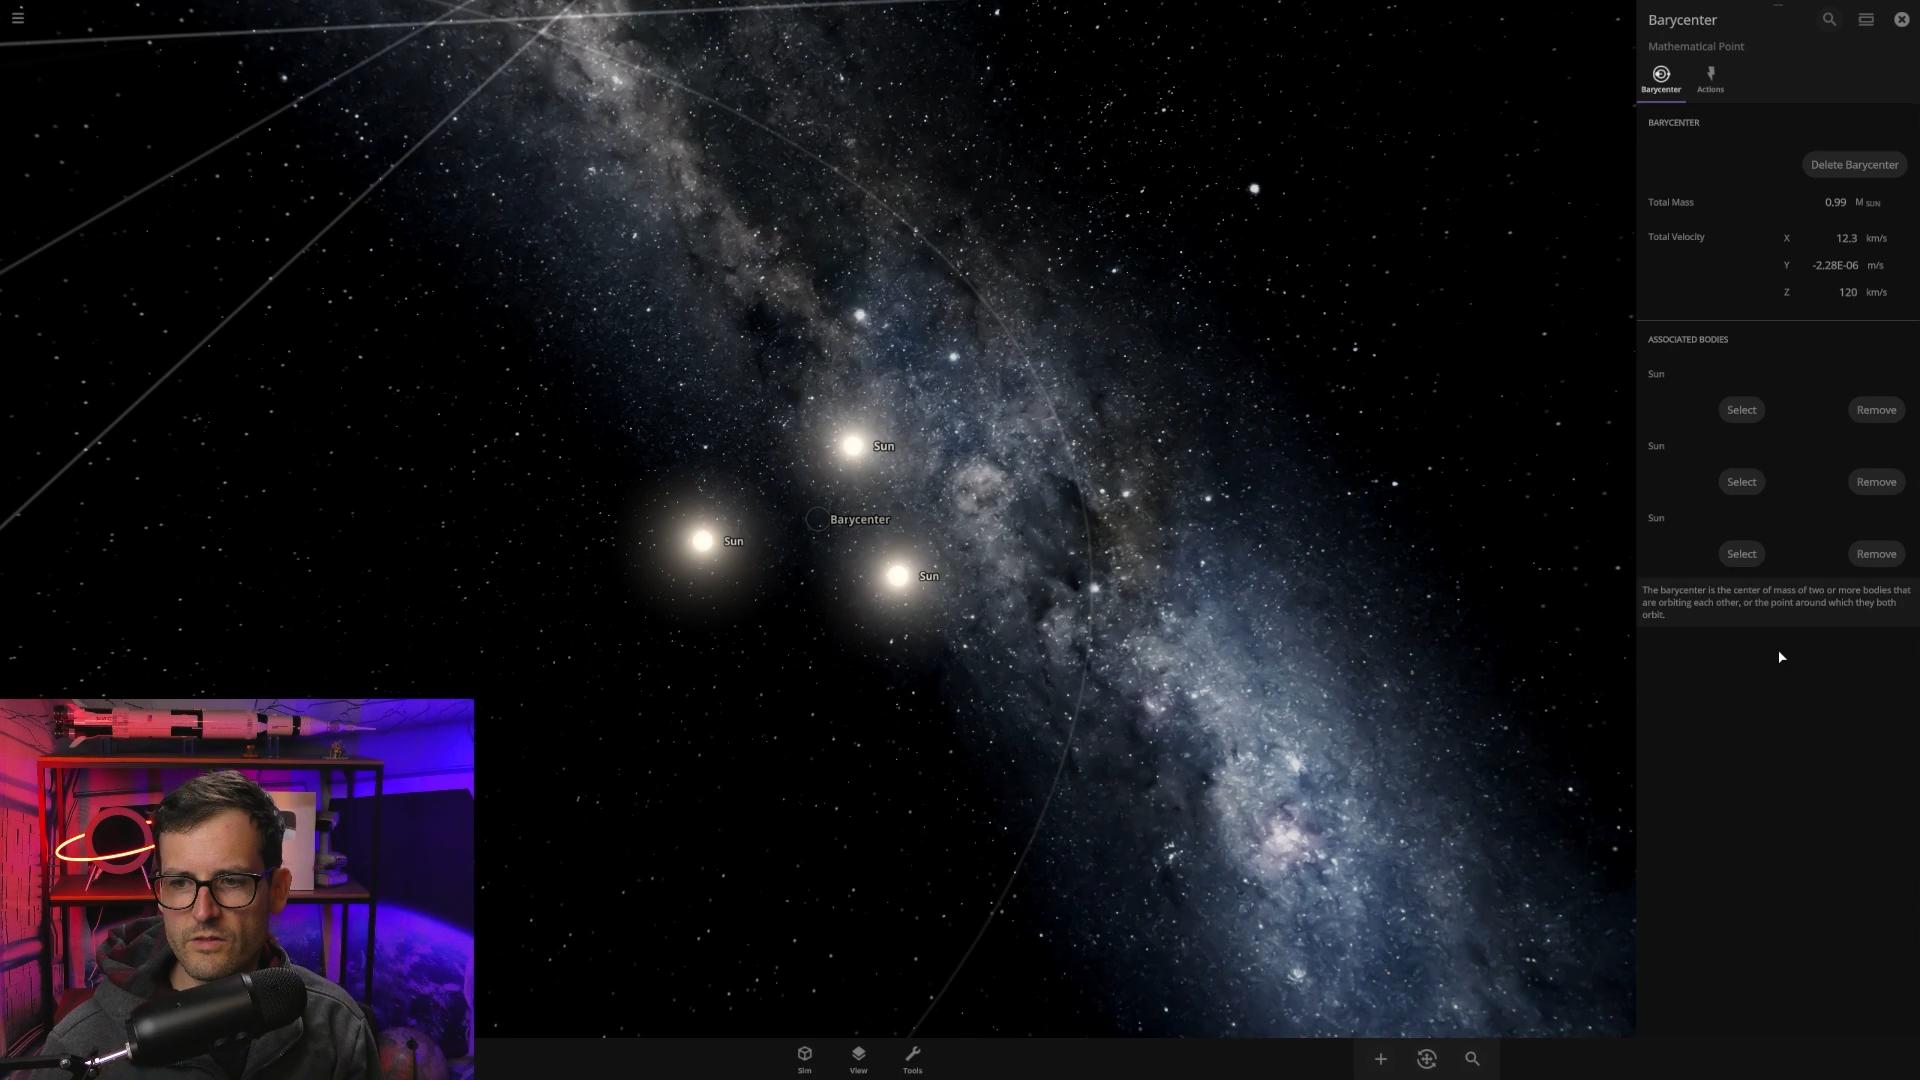 Barycenter
Mathematical Point
Barycenter
Actions
BARYCENTER
Delete Barycenter
Total Mass
0.99 M SUN
Total Velocity
X 12.3 km/s
Y -2.28E-06 m/s
Z 120 km/s
ASSOCIATED BODIES
Sun
Select
Remove
Sun
Select
Remove
Sun
Select
Remove
The barycenter is the center of mass of two or more bodies that
are orbiting each other, or the point around which they both
orbit.
Sun
Barycenter
Sun
Sun
Sim
View
Tools